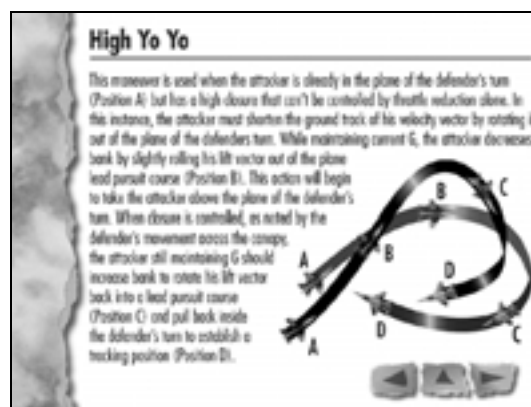 High Yo Yo
This maneuver is used when the attacker is already in the plane of the defender's turn
(Position A) but has a high closure that can't be controlled by throttle reduction alone. In
this instance, the attacker must shorten the ground track of his velocity vector by rotating i
out of the plane of the defenders turn. While maintaining current G, the attacker decreases
bank by slightly rolling his lift vector out of the plane
lead pursuit course (Position B). This action will begin
to take the attacker above the plane of the defender's
turn. When closure is controlled, as noted by the
defender's movement across the canopy,
the attacker still maintaining G should
increase bank to rotate his lift vector
back into a lead pursuit course
(Position C) and pull back inside
the defender's turn to establish a
tracking position (Position D).
B
C
A
B
D
D
C
A